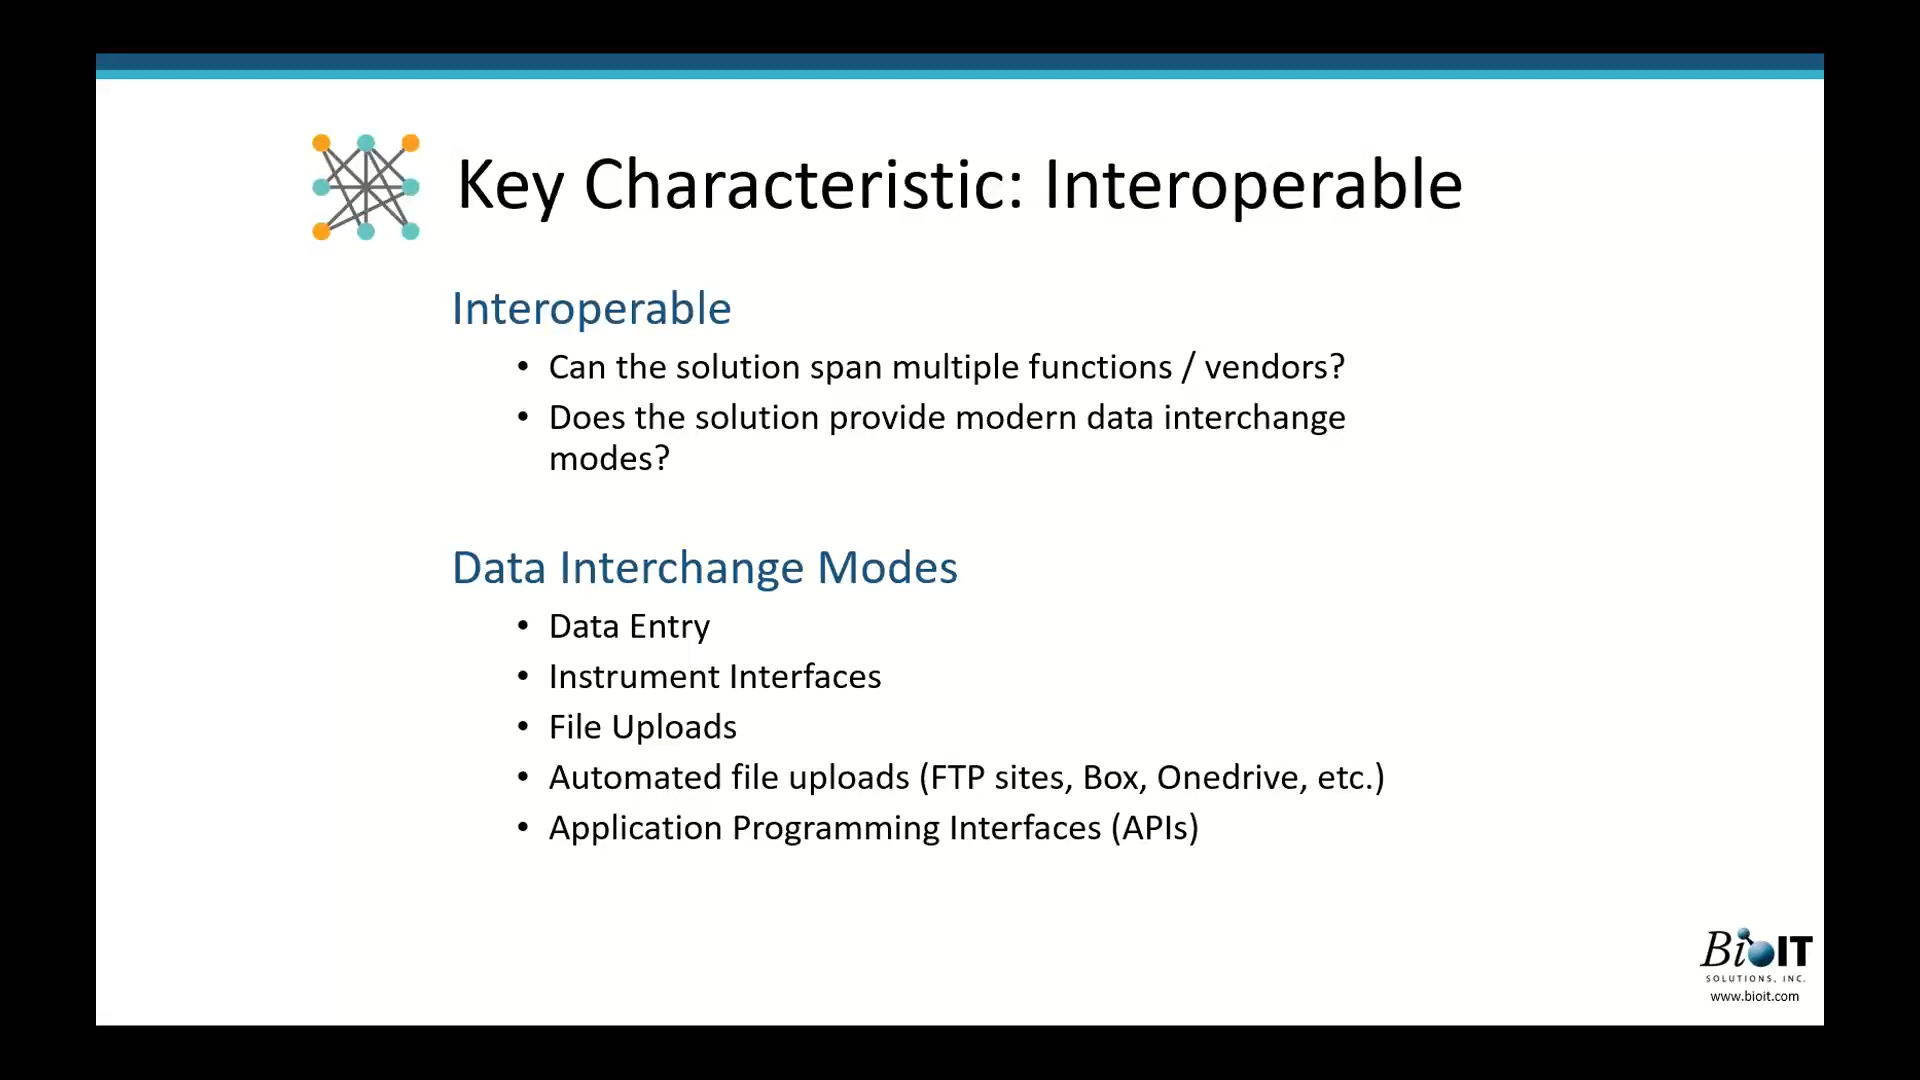 Key Characteristic: Interoperable
Interoperable
• Can the solution span multiple functions / vendors?
• Does the solution provide modern data interchange
modes?
Data Interchange Modes
• Data Entry
• Instrument Interfaces
• File Uploads
• Automated file uploads (FTP sites, Box, Onedrive, etc.)
• Application Programming Interfaces (APIs)
BioIT
SOLUTIONS, INC.
www.bioit.com